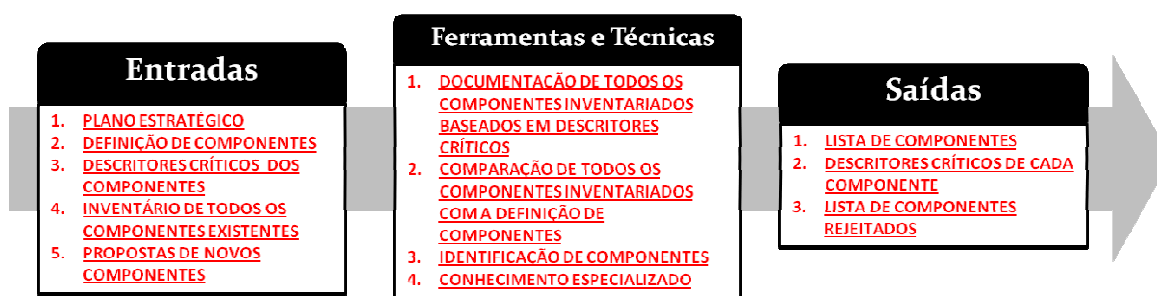 Entradas
1. PLANO ESTRATÉGICO
2. DEFINIÇÃO DE COMPONENTES
3. DESCRITORES CRÍTICOS DOS
COMPONENTES
4. INVENTÁRIO DE TODOS OS
COMPONENTES EXISTENTES
5. PROPOSTAS DE NOVOS
COMPONENTES
Ferramentas e Técnicas
1. DOCUMENTAÇÃO DE TODOS OS
COMPONENTES INVENTARIADOS
BASEADOS EM DESCRITORES
CRÍTICOS
2. COMPARAÇÃO DE TODOS OS
COMPONENTES INVENTARIADOS
COM A DEFINIÇÃO DE
COMPONENTES
3. IDENTIFICAÇÃO DE COMPONENTES
4. CONHECIMENTO ESPECIALIZADO
Saídas
1. LISTA DE COMPONENTES
2. DESCRITORES CRÍTICOS DE CADA
COMPONENTE
3. LISTA DE COMPONENTES
REJEITADOS